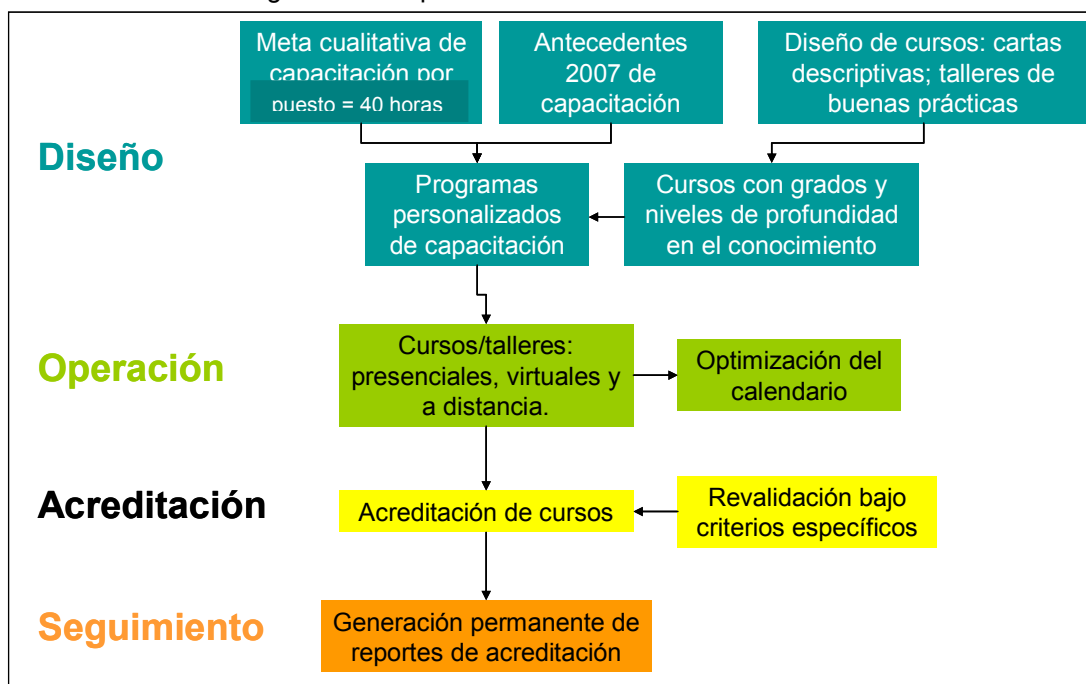 Meta cualitativa de
capacitación por
puesto = 40 horas
Antecedentes
2007 de
capacitación
Diseño de cursos: cartas
descriptivas; talleres de
buenas prácticas
Diseño
Programas
personalizados
de capacitación
Cursos con grados y
niveles de profundidad
en el conocimiento
Operación
Cursos/talleres:
presenciales, virtuales y
a distancia.
Optimización del
calendario
Acreditación
Acreditación de cursos
Revalidación bajo
criterios específicos
Seguimiento
Generación permanente de
reportes de acreditación